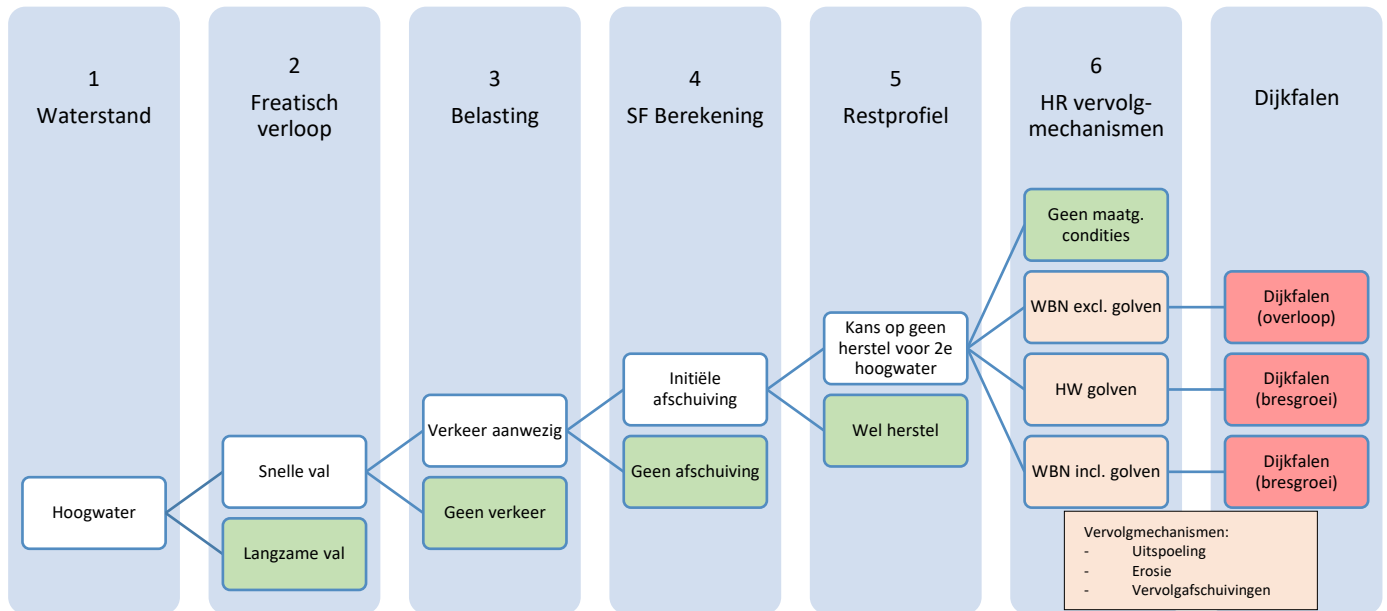 1
Waterstand
2
Freatisch
verloop
3
Belasting
4
SF Berekening
5
Restprofiel
6
HR vervolg-
mechanismen
Dijkfalen
Hoogwater
Snelle val
Langzame val
Verkeer aanwezig
Geen verkeer
Initiële
afschuiving
Geen afschuiving
Kans op geen
herstel voor 2e
hoogwater
Wel herstel
Geen maatg.
condities
WBN excl. golven
HW golven
WBN incl. golven
Dijkfalen
(overloop)
Dijkfalen
(bresgroei)
Dijkfalen
(bresgroei)
Vervolgmechanismen:
- Uitspoeling
- Erosie
- Vervolgafschuivingen